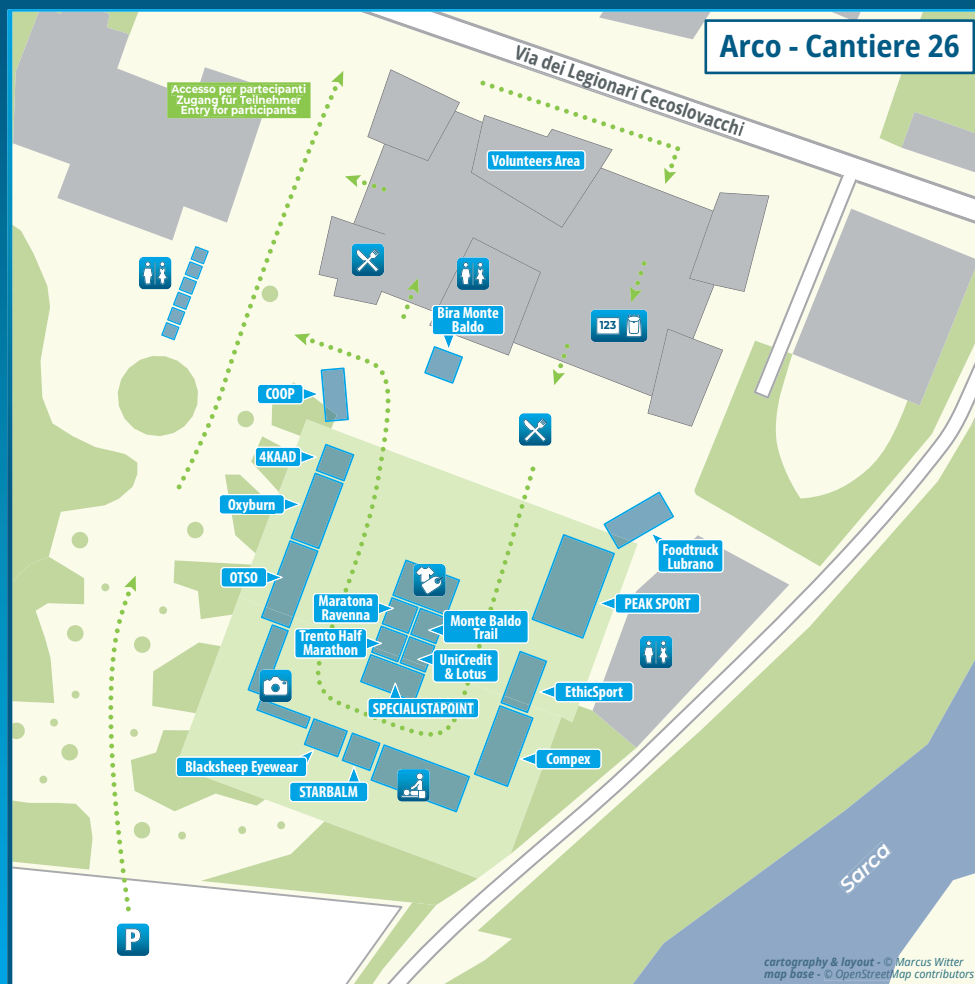 Arco - Cantiere 26
Via dei Legionari Cecoslovacchi
Accesso per partecipanti
Zugang für Teilnehmer
Entry for participants
Volunteers Area
Bira Monte
Baldo
123
COOP
4KAAD
Oxyburn
OTSO
Foodtruck
Lubrano
PEAK SPORT
Maratona
Ravenna
Monte Baldo
Trail
Trento Half
Marathon
UniCredit
& Lotus
SPECIALISTAPOINT
EthicSport
Compex
Blacksheep Eyewear
STARBALM
Sarca
P
cartography & layout - © Marcus Witter
map base - © OpenStreetMap contributors